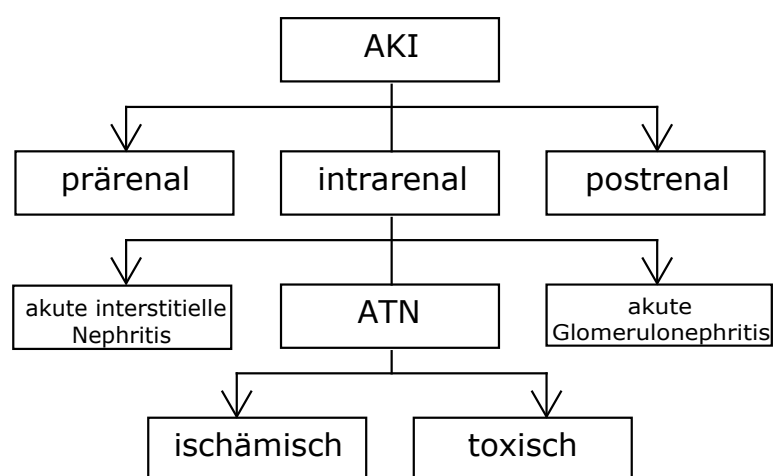 AKI
prärenal
intrarenal
postrenal
akute interstitielle
Nephritis
ATN
akute
Glomerulonephritis
ischämisch
toxisch